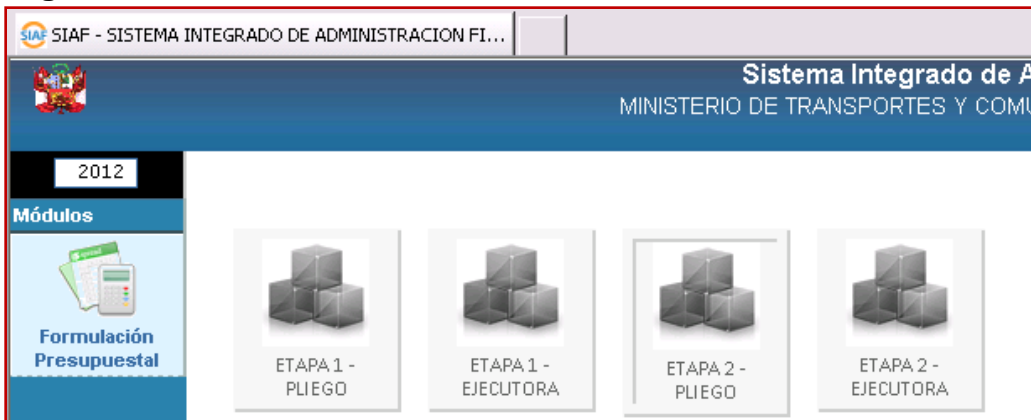 SIAF SIAF - SISTEMA INTEGRADO DE ADMINISTRACION FI...
Sistema Integrado de A
MINISTERIO DE TRANSPORTES Y COMU
2012
Módulos
Formulación
Presupuestal
ETAPA 1 -
PLIEGO
ETAPA 1 -
EJECUTORA
ETAPA 2 -
PLIEGO
ETAPA 2 -
EJECUTORA